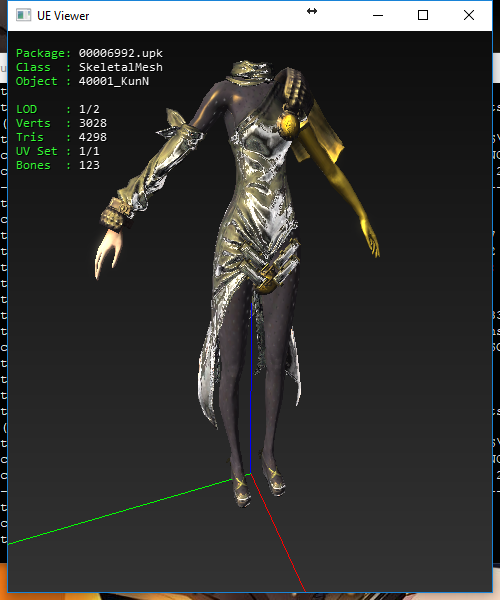 UE Viewer
Package: 00006992.upk
Class : SkeletalMesh
Object : 40001_KunN
LOD : 1/2
Verts : 3028
Tris : 4298
UV Set : 1/1
Bones : 123